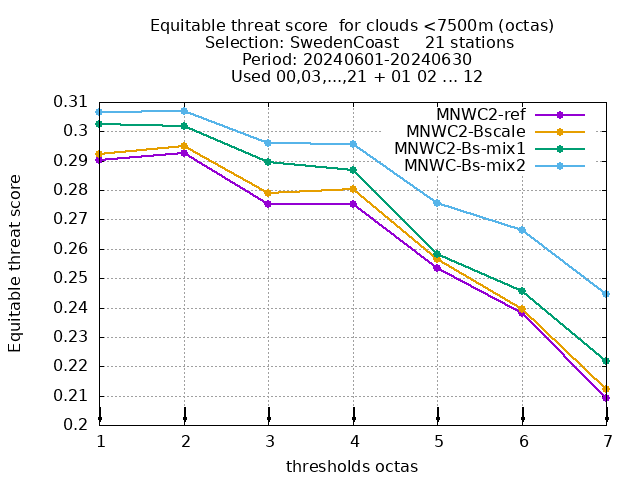 Equitable threat score  for clouds <7500m (octas)
Selection: SwedenCoast     21 stations
Period: 20240601-20240630
Used 00,03,...,21 + 01 02 ... 12
MNWC2-ref
MNWC2-Bscale
MNWC2-Bs-mix1
MNWC-Bs-mix2
Equitable threat score
0.31
0.3
0.29
0.28
0.27
0.26
0.25
0.24
0.23
0.22
0.21
0.2
1 2 3 4 5 6 7
thresholds octas